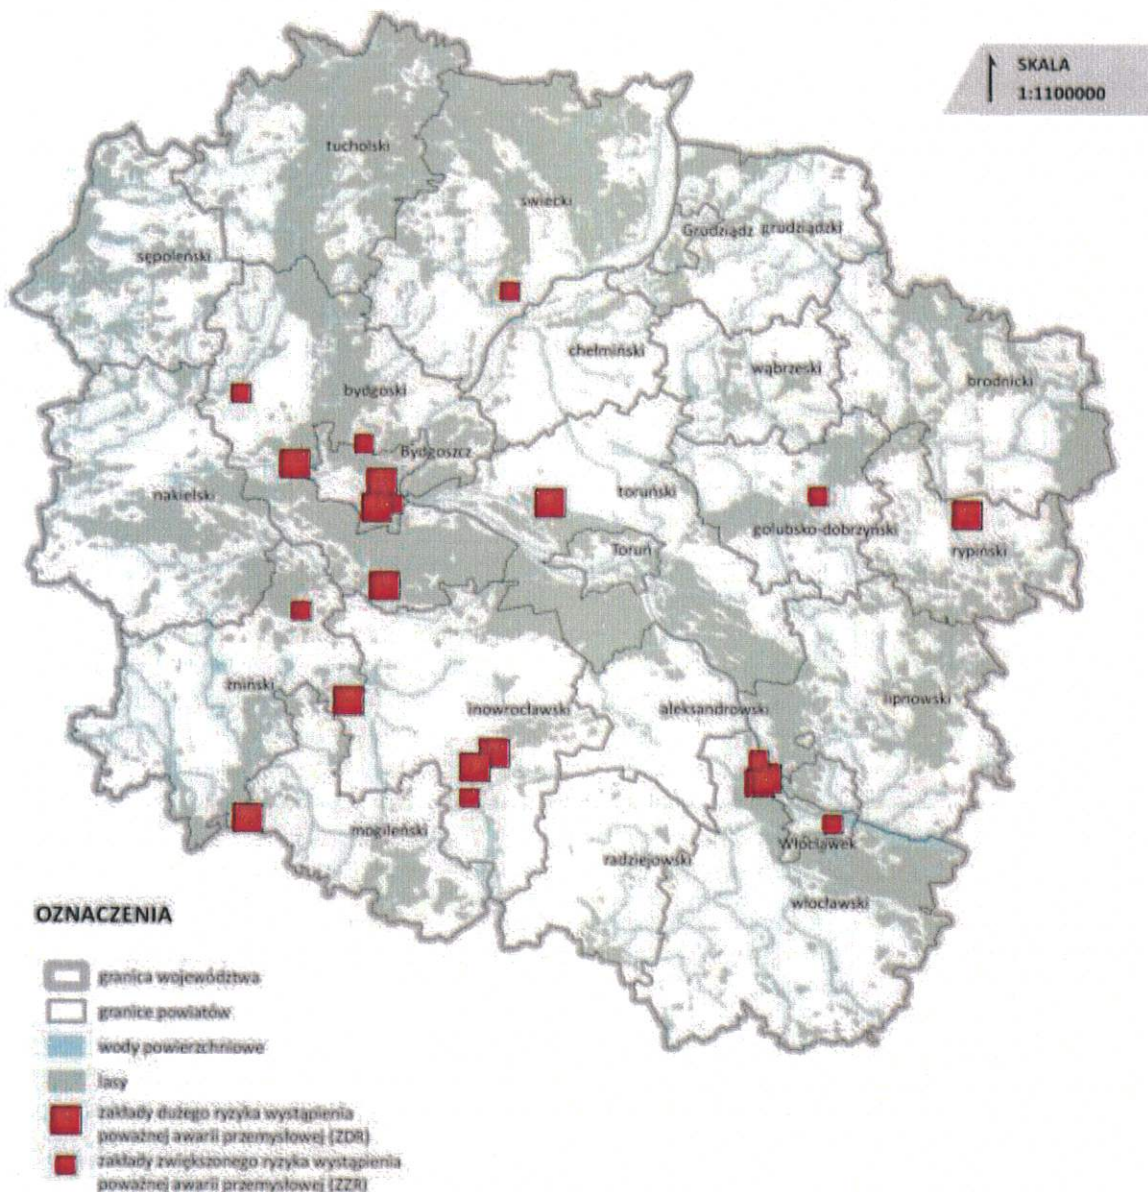 SKALA
1:1100000
tucholski
świecki
Grudziądz grudziądzki
sępoleński
chełmiński
wąbrzeski
brodnicki
bydgoski
Bydgoszcz
nakielski
toruński
golubsko-dobrzyński
Toruń
rypiński
żniński
inowrocławski
aleksandrowski
lipnowski
mogileński
Włocławek
radziejowski
włocławski
OZNACZENIA
granica województwa
granice powiatów
wody powierzchniowe
lasy
zakłady dużego ryzyka wystąpienia
poważnej awarii przemysłowej (ZDR)
zakłady zwiększonego ryzyka wystąpienia
poważnej awarii przemysłowej (ZZR)